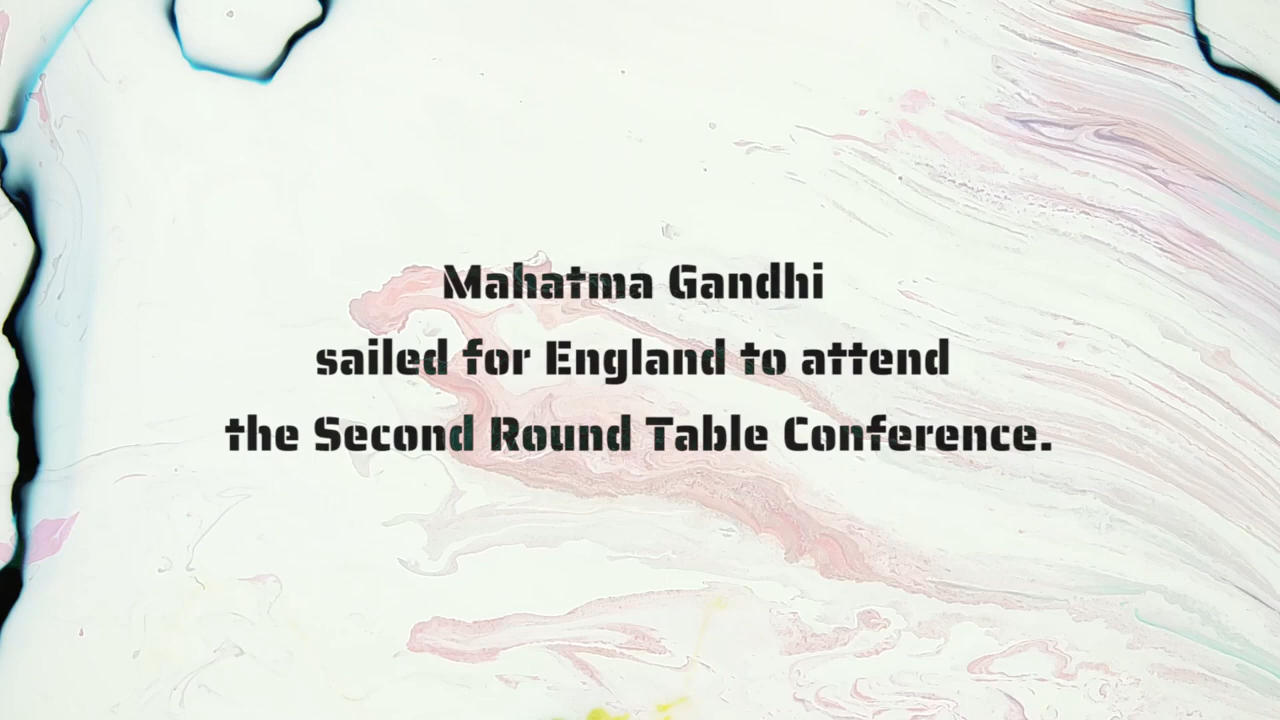 Mahatma Gandhi
sailed for England to attend
the Second Round Table Conference.